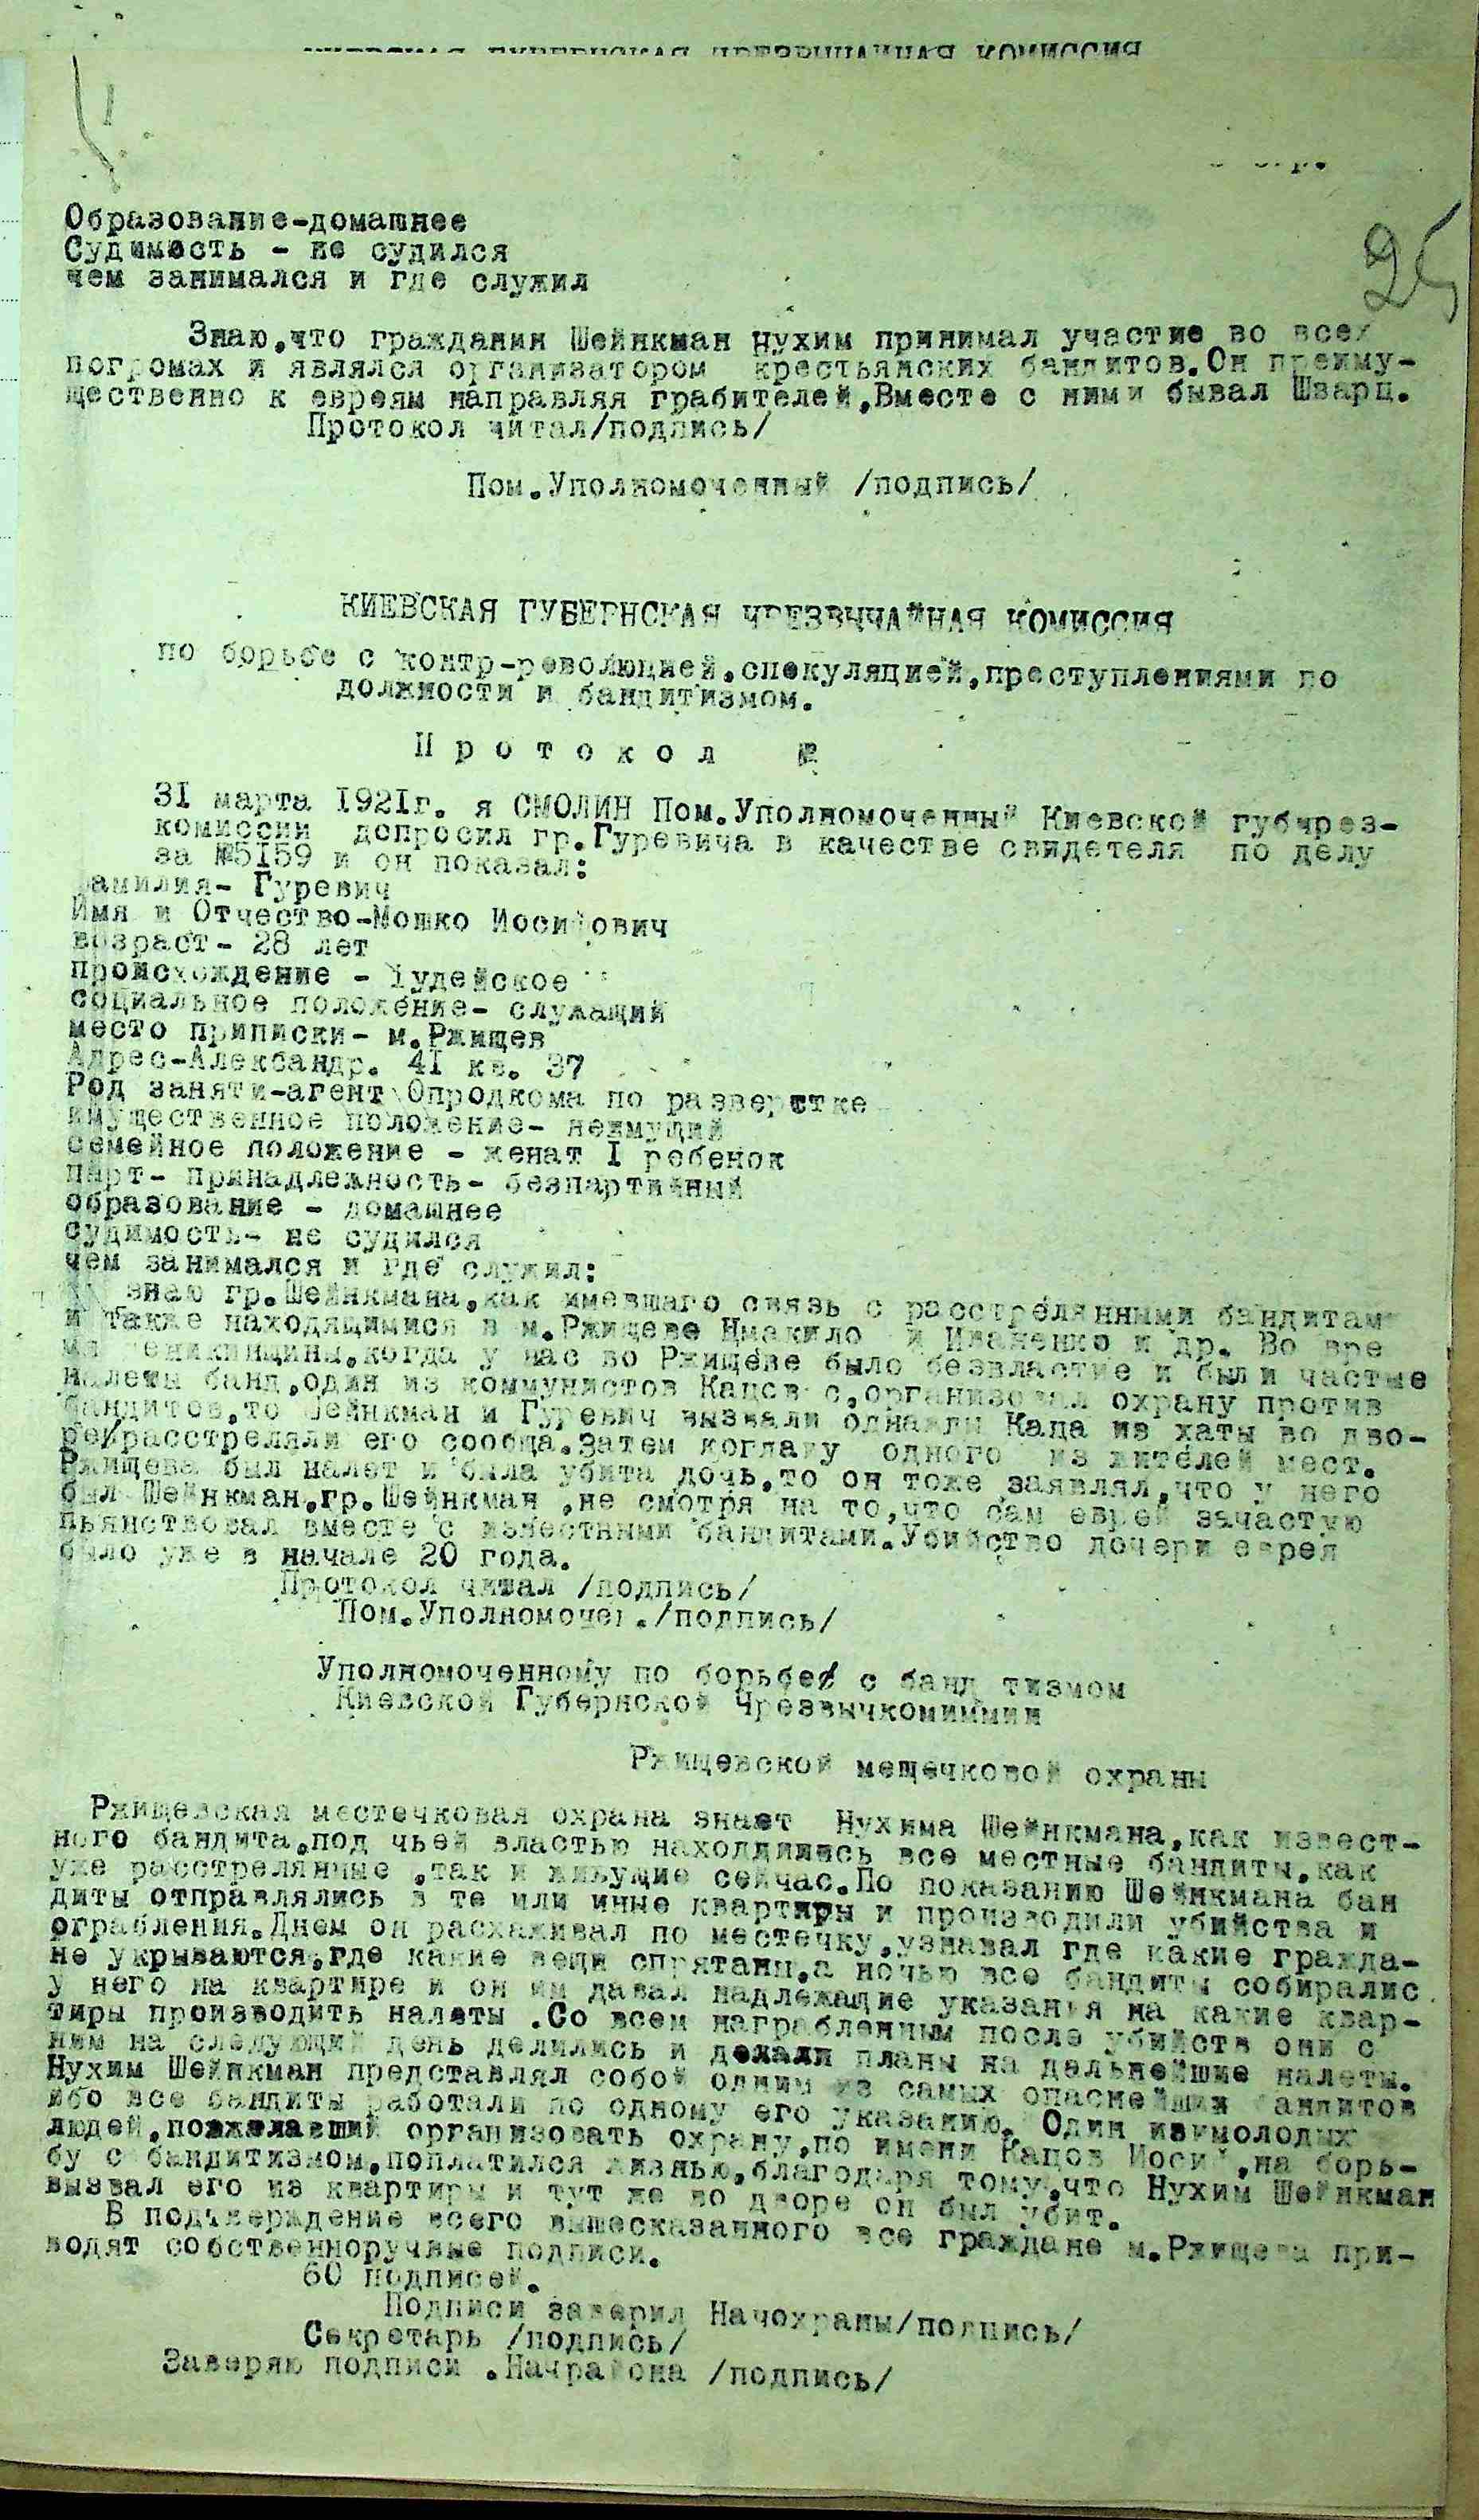 25
Образование-домашнее
Судимость - не судился
чем занимался и где служил
Знаю,что гражданин Шейнкман Нухим принимал участие во всех
погромах и являлся организатором крестьянских бандитов.Он преиму-
щественно к евреям направляя грабителей,Вместе с ними бывал Шварц.
Протокол читал/подпись/
Пом.Уполномоченный /подпись/
КИЕВСКАЯ ГУБЕРНСКАЯ ЧРЕЗВЫЧАЙНАЯ КОМИССИЯ
по борьбе с контр-революцией,спекуляцией,преступлениями по
должности и бандитизмом.
П р о т о к о л №
31 марта 1921г. я СМОЛИН Пом.Уполномоченный Киевской губчрез-
комиссии допросил гр.Гуревича в качестве свидетеля по делу
за №5159 и он показал:
фамилия- Гуревич
Имя и Отчество-Мошко Иосифович
возраст- 28 лет
происхождение - Іудейское
социальное положение- служащий
место приписки- м.Ржищев
Адрес-Александр. 41 кв. 37
Род заняти-агент Опродкома по разверстке
имущественное положение- неимущий
семейное положение - женат I ребенок
парт- принадлежность- безпартийный
образование - домашнее
судимость- не судился
чем занимался и где служил:
знаю гр.Шейнкмана,как имевшаго связь с расстрелянными бандитам
и также находящимися в м.Ржищеве и Иваненко и др. Во вре
мя деникинщины,когда у нас во Ржищеве было безвластие и были частые
налеты банд,один из коммунистов Кацов с,организовал охрану против
бандитов,то Шейнкман и Гуревич вызвали однажды Каца из хаты во дво-
ре расстреляли его сообща.Затем когда у одного из жителей мест.
Ржищева был налет и была убита дочь,то он тоже заявлял,что у него
был Шейнкман.гр.Шейнкман ,не смотря на то,что сам еврей зачастую
пьянствовал вместе с известными бандитами.Убийство дочери еврея
было уже в начале 20 года.
Протокол читал /подпись/
Пом.Уполномочен./подпись/
Уполномоченному по борьбе с бандитизмом
Киевской Губернской Чрезвычкомиммии
Ржищевской мещечковой охраны
Ржищевская местечковая охрана знает Нухима Шейнкмана,как извест-
ного бандита,под чьей властью находились все местные бандиты,как
уже расстрелянные ,так и живущие сейчас.По показанию Шейнкмана бан
диты отправлялись в те или иные квартиры и производили убийства и
ограбления.Днем он расхаживал по местечку,узнавал где какие гражда-
не укрываются,где какие вещи спрятаны,а ночью все бандиты собиралис
у него на квартире и он им давал надлежащие указанья на какие квар-
тиры производить налеты .Со всем награбленным после убийств они с
ним на следующий день делились и делали планы на дальнейшие налеты.
Нухим Шейнкман представлял собой одним из самых опаснейших бандитов
ибо все бандиты работали по одному его указанию. Один из молодых
людей,пожелавший организовать охрану,по имени Кацов Иосиф,на борь-
бу с бандитизмом,поплатился жизнью,благодаря тому,что Нухим Шейнкман
вызвал его из квартиры и тут же во дворе он был убит.
В подтверждение всего вышесказанного все граждане м.Ржищева при-
водят собственноручные подписи.
60 подписей.
Подписи заверил Начохраны/подпись/
Секретарь /подпись/
Заверяю подписи .Начрайона /подпись/